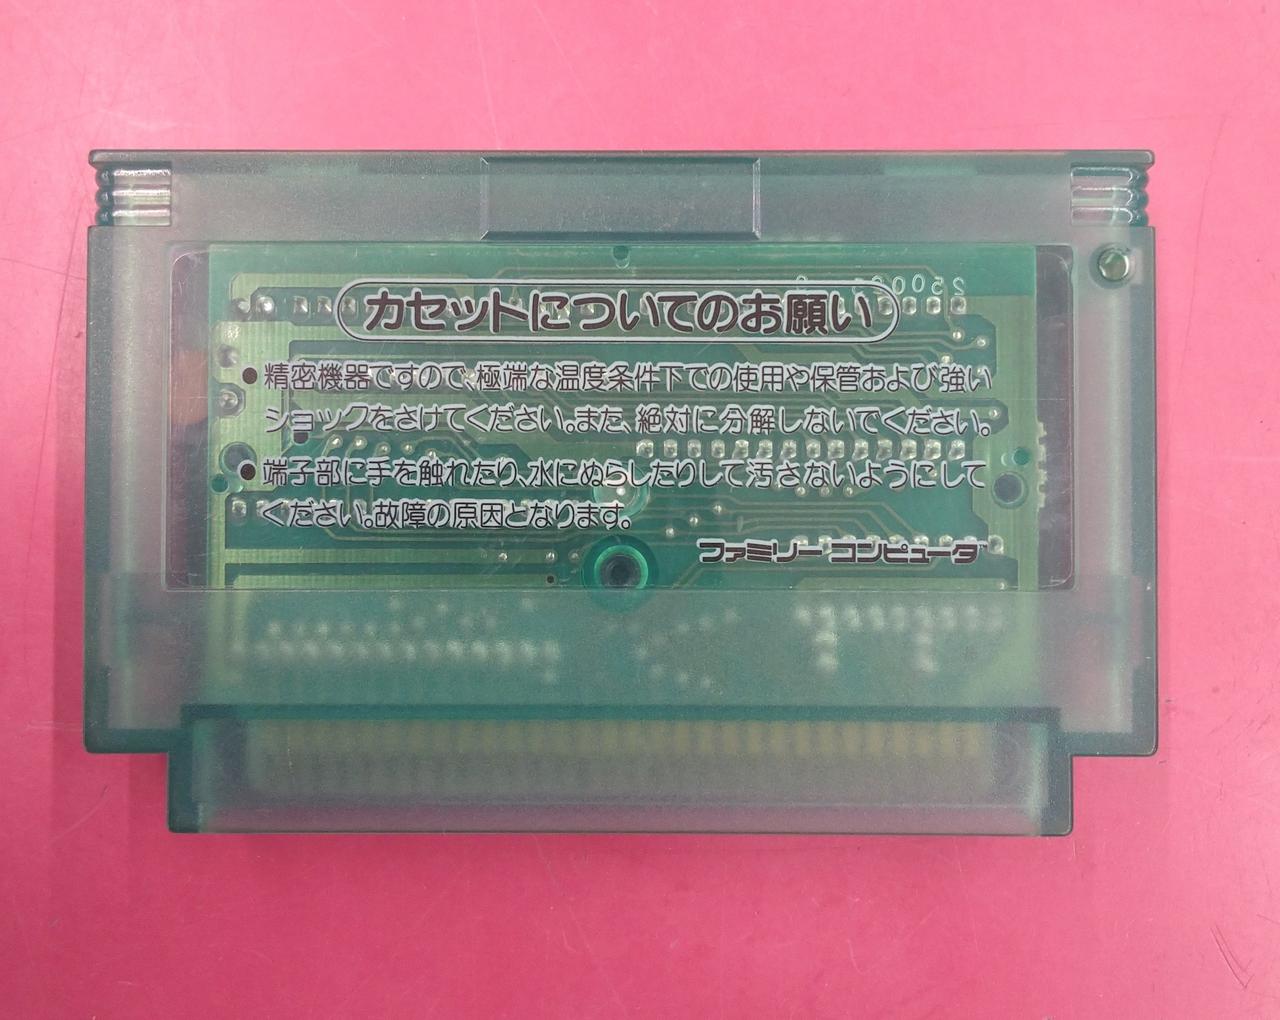 カセットについてのお願い
●精密機器ですので、極端な温度条件下での使用や保管および強い
ショックをさけてください。また、絶対に分解しないでください。
●端子部に手を触れたり、水にぬらしたりして汚さないようにして
ください。故障の原因となります。
ファミリー コンピュータ™